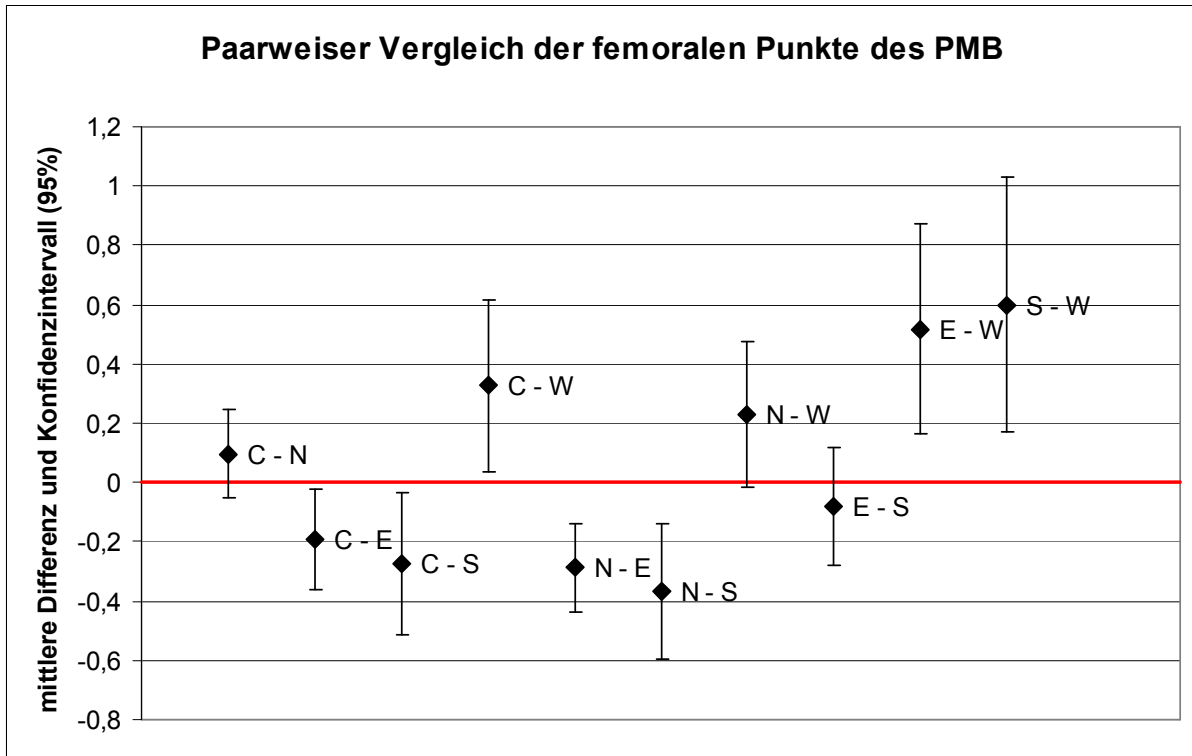 Paarweiser Vergleich der femoralen Punkte des PMB
mittlere Differenz und Konfidenzintervall (95%)
1,2
1
0,8
0,6
0,4
0,2
0
-0,2
-0,4
-0,6
-0,8
C - N
C - E
C - S
C - W
N - E
N - S
N - W
E - S
E - W
S - W